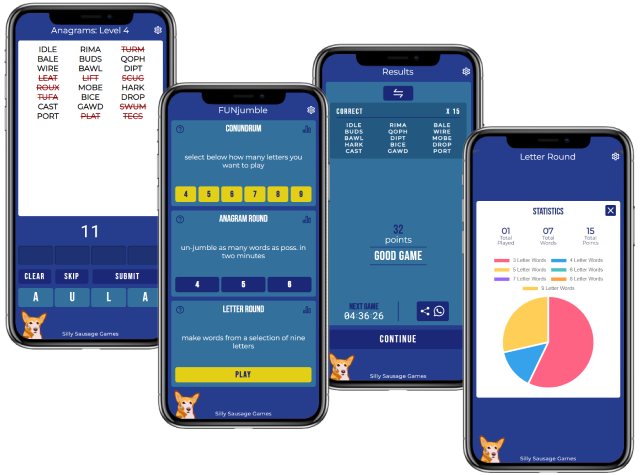 Anagrams: Level 4
IDLE RIMA TURM
BALE BUDS QOPH
WIRE BAWL DIPT
LEAT LIFT SCUG
ROUX MOBE HARK
TUFA BICE DROP
CAST GAWD SWUM
PORT PLAT TECS
11
CLEAR SKIP SUBMIT
A U L A
Silly Sausage Games
FUNjumble
CONUNDRUM
select below how many letters you
want to play
4 5 6 7 8 9
ANAGRAM ROUND
un-jumble as many words as poss. in
two minutes
4 5 6
LETTER ROUND
make words from a selection of nine
letters
PLAY
Silly Sausage Games
Results
CORRECT X 15
IDLE RIMA BALE
BUDS QOPH WIRE
BAWL DIPT MOBE
HARK BICE DROP
CAST GAWD PORT
32
points
GOOD GAME
NEXT GAME
04:36:26
CONTINUE
Silly Sausage Games
Letter Round
STATISTICS
01 07 15
Total Total Total
Played Words Points
3 Letter Words 4 Letter Words
5 Letter Words 6 Letter Words
7 Letter Words 8 Letter Words
9 Letter Words
Silly Sausage Games